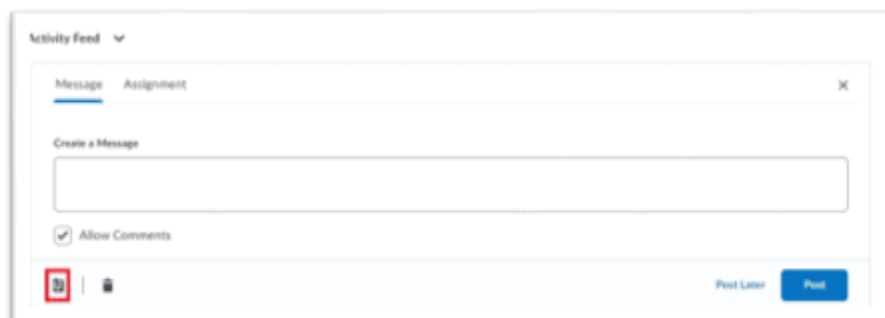 Activity Feed
Message Assignment
Create a Message
Allow Comments
Post Later Post